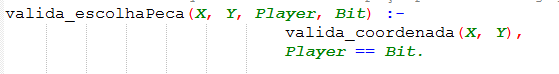 valida_escolhaPeca(X, Y, Player, Bit) :-
valida_coordenada(X, Y),
Player == Bit.